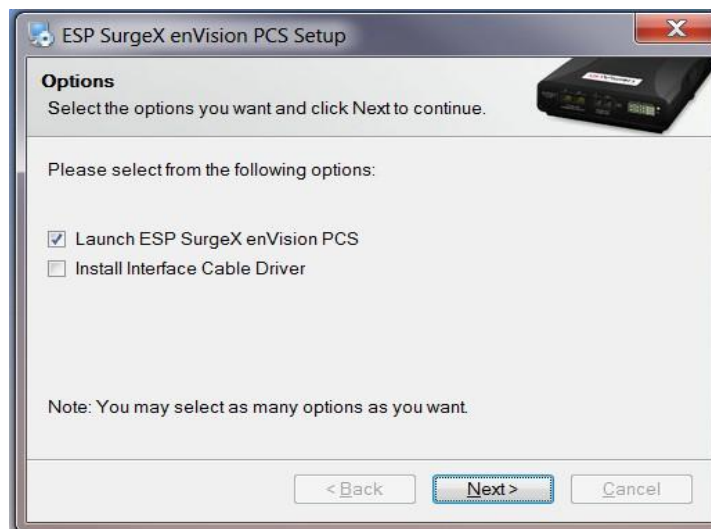 ESP SurgeX enVision PCS Setup
Options
Select the options you want and click Next to continue.
Please select from the following options:
Launch ESP SurgeX enVision PCS
Install Interface Cable Driver
Note: You may select as many options as you want.
< Back
Next >
Cancel